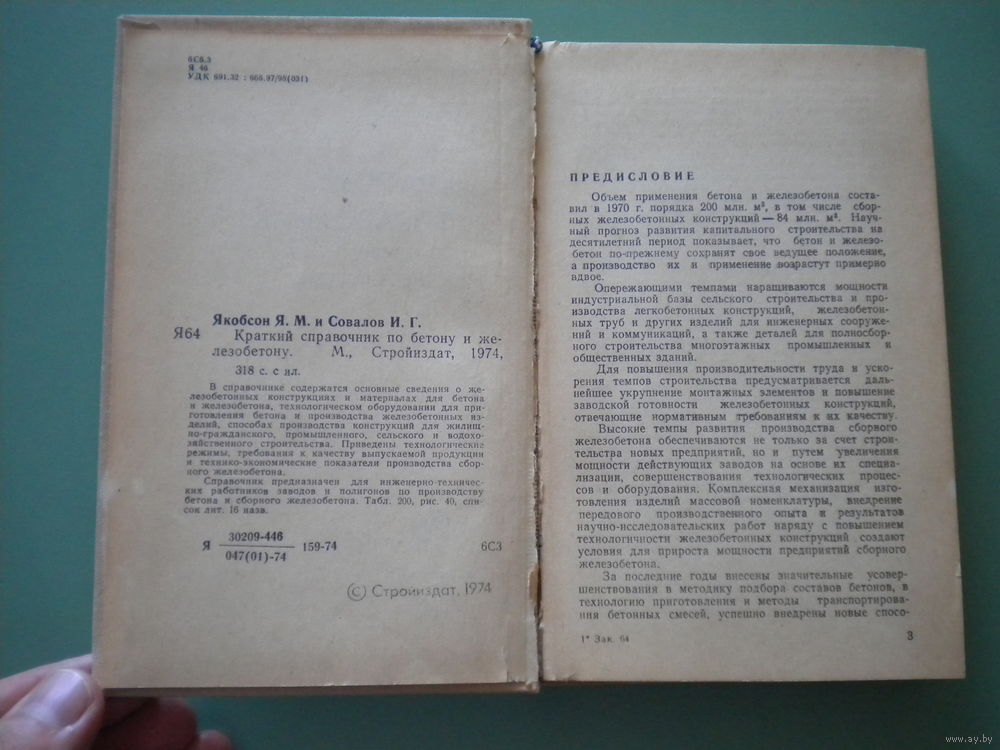 6С6.3
Я 46
УДК 691.32 : 666.97/98(031)
Якобсон Я. М. и Совалов И. Г.
Я64 Краткий справочник по бетону и же-
лезобетону. М., Стройиздат, 1974,
318 с. с ил.
В справочнике содержатся основные сведения о же-
лезобетонных конструкциях и материалах для бетона
и железобетона, технологическом оборудовании для при-
готовления бетона и производства железобетонных из-
делий, способах производства конструкций для жилищ-
но-гражданского, промышленного, сельского и водохо-
зяйственного строительства. Приведены технологические
режимы, требования к качеству выпускаемой продукции
и технико-экономические показатели производства сбор-
ного железобетона.
Справочник предназначен для инженерно-техничес-
ких работников заводов и полигонов по производству
бетона и сборного железобетона. Табл. 200, рис. 40, спи-
сок лит. 16 назв.
Я 30209-446
047(01)-74 159-74 6С3
(С) Стройиздат, 1974
ПРЕДИСЛОВИЕ
Объем применения бетона и железобетона соста-
вил в 1970 г. порядка 200 млн. м³, в том числе сбор-
ных железобетонных конструкций — 84 млн. м³. Науч-
ный прогноз развития капитального строительства на
десятилетний период показывает, что бетон и железо-
бетон по-прежнему сохранят свое ведущее положение,
а производство их и применение возрастут примерно
вдвое.
Опережающими темпами наращиваются мощности
индустриальной базы сельского строительства и про-
изводства легкобетонных конструкций, железобетон-
ных труб и других изделий для инженерных сооруже-
ний и коммуникаций, а также деталей для полносбор-
ного строительства многоэтажных промышленных и
общественных зданий.
Для повышения производительности труда и уско-
рения темпов строительства предусматривается даль-
нейшее укрупнение монтажных элементов и повышение
заводской готовности железобетонных конструкций,
отвечающие нормативным требованиям к их качеству.
Высокие темпы развития производства сборного
железобетона обеспечиваются не только за счет строи-
тельства новых предприятий, но и путем увеличения
мощности действующих заводов на основе их специа-
лизации, совершенствования технологических процес-
сов и оборудования. Комплексная механизация изго-
товления изделий массовой номенклатуры, внедрение
передового производственного опыта и результатов
научно-исследовательских работ наряду с повышением
технологичности железобетонных конструкций создают
условия для прироста мощности предприятий сборного
железобетона.
За последние годы внесены значительные усовер-
шенствования в методику подбора составов бетонов, в
технологию приготовления и методы транспортирова-
ния бетонных смесей, успешно внедрены новые спосо-
1* Зак. 64 3
www.ay.by